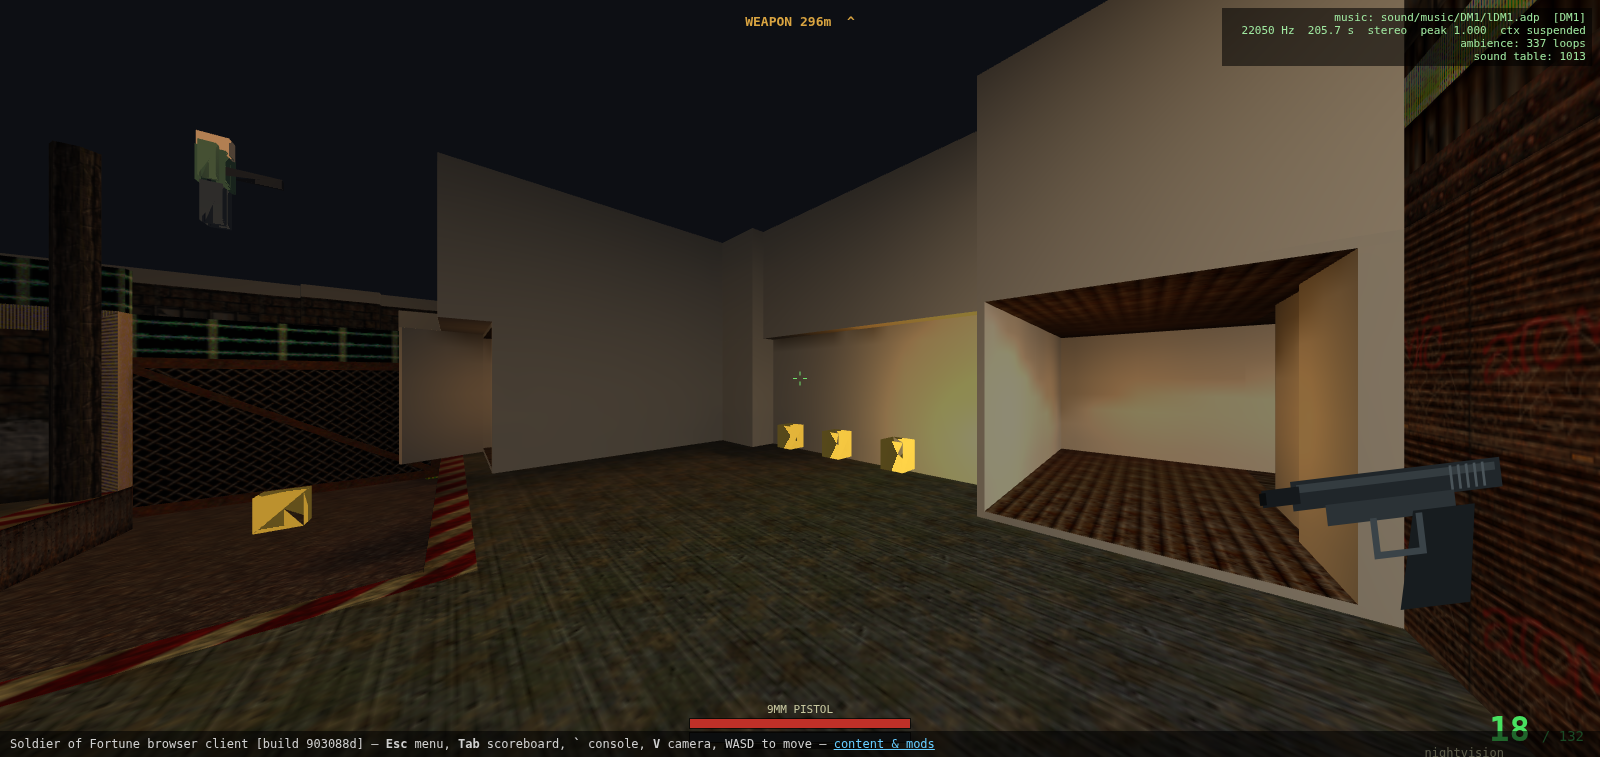 WEAPON 296m ^
music: sound/music/DM1/lDM1.adp [DM1]
22050 Hz 205.7 s stereo peak 1.000 ctx suspended
ambience: 337 loops
sound table: 1013
9MM PISTOL
Soldier of Fortune browser client [build 903088d] — Esc menu, Tab scoreboard, ` console, V camera, WASD to move — content & mods
18 / 132
nightvision